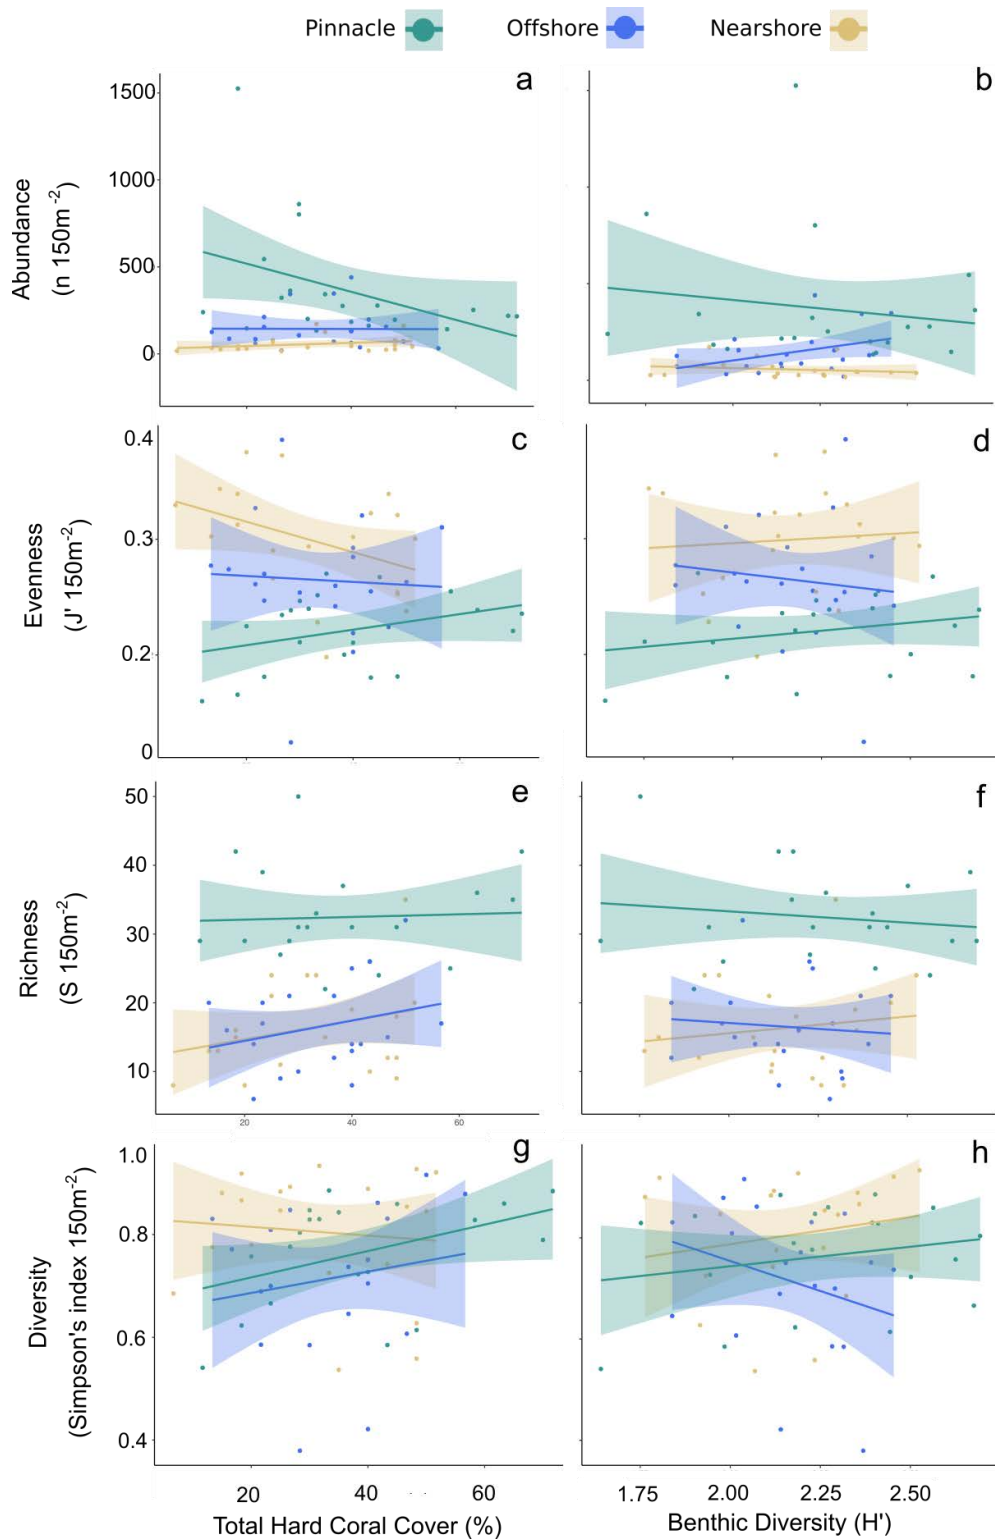 Pinnacle Offshore Nearshore
a b
1500
1000
500
0
Abundance
(n 150m-2)
c d
0.4
0.3
0.2
0
Evenness
(J' 150m-2)
e f
50
40
30
20
10
Richness
(S 150m-2)
20 40 60
g h
1.0
0.8
0.6
0.4
Diversity
(Simpson's index 150m-2)
20 40 60 1.75 2.00 2.25 2.50
Total Hard Coral Cover (%) Benthic Diversity (H')